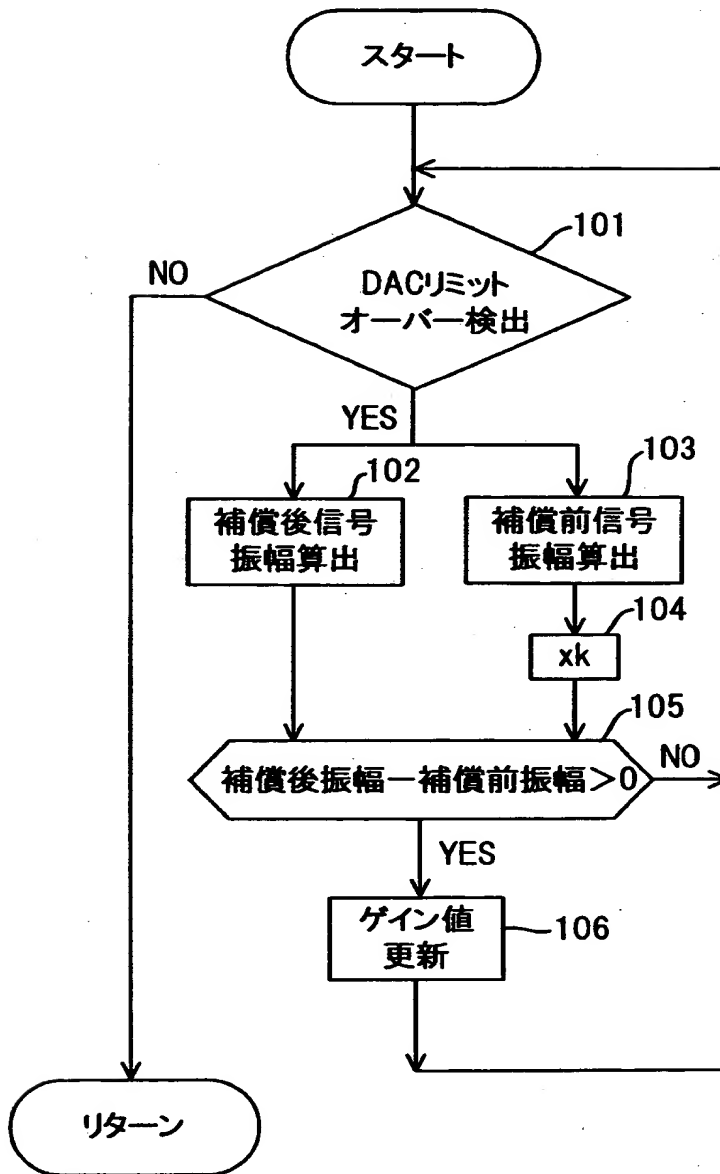 スタート
101
NO
DACリミット
オーバー検出
YES
102
103
補償後信号
振幅算出
補償前信号
振幅算出
104
xk
105
補償後振幅－補償前振幅＞0
NO
YES
ゲイン値
更新
106
リターン